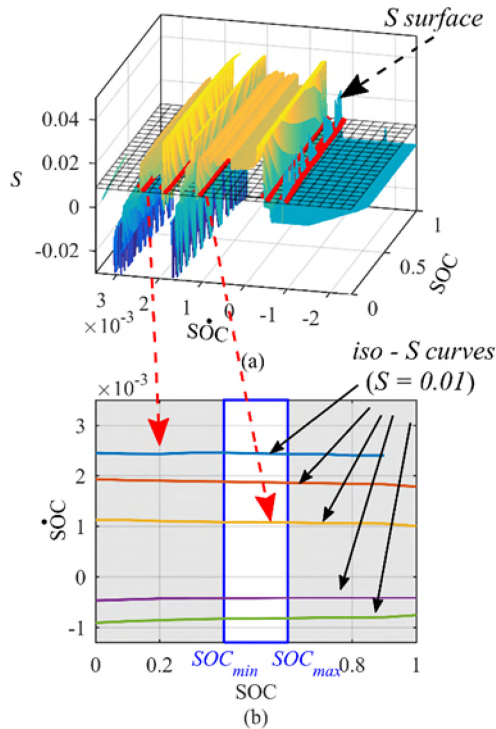 S surface
0.04
0.02
S
0
-0.02
3
2
1
0
-1
-2
×10⁻³
SȮC
0
0.5
1
SOC
(a)
iso - S curves
(S = 0.01)
×10⁻³
3
2
1
0
-1
SȮC
0
0.2
SOC_min
SOC_max
0.8
1
SOC
(b)